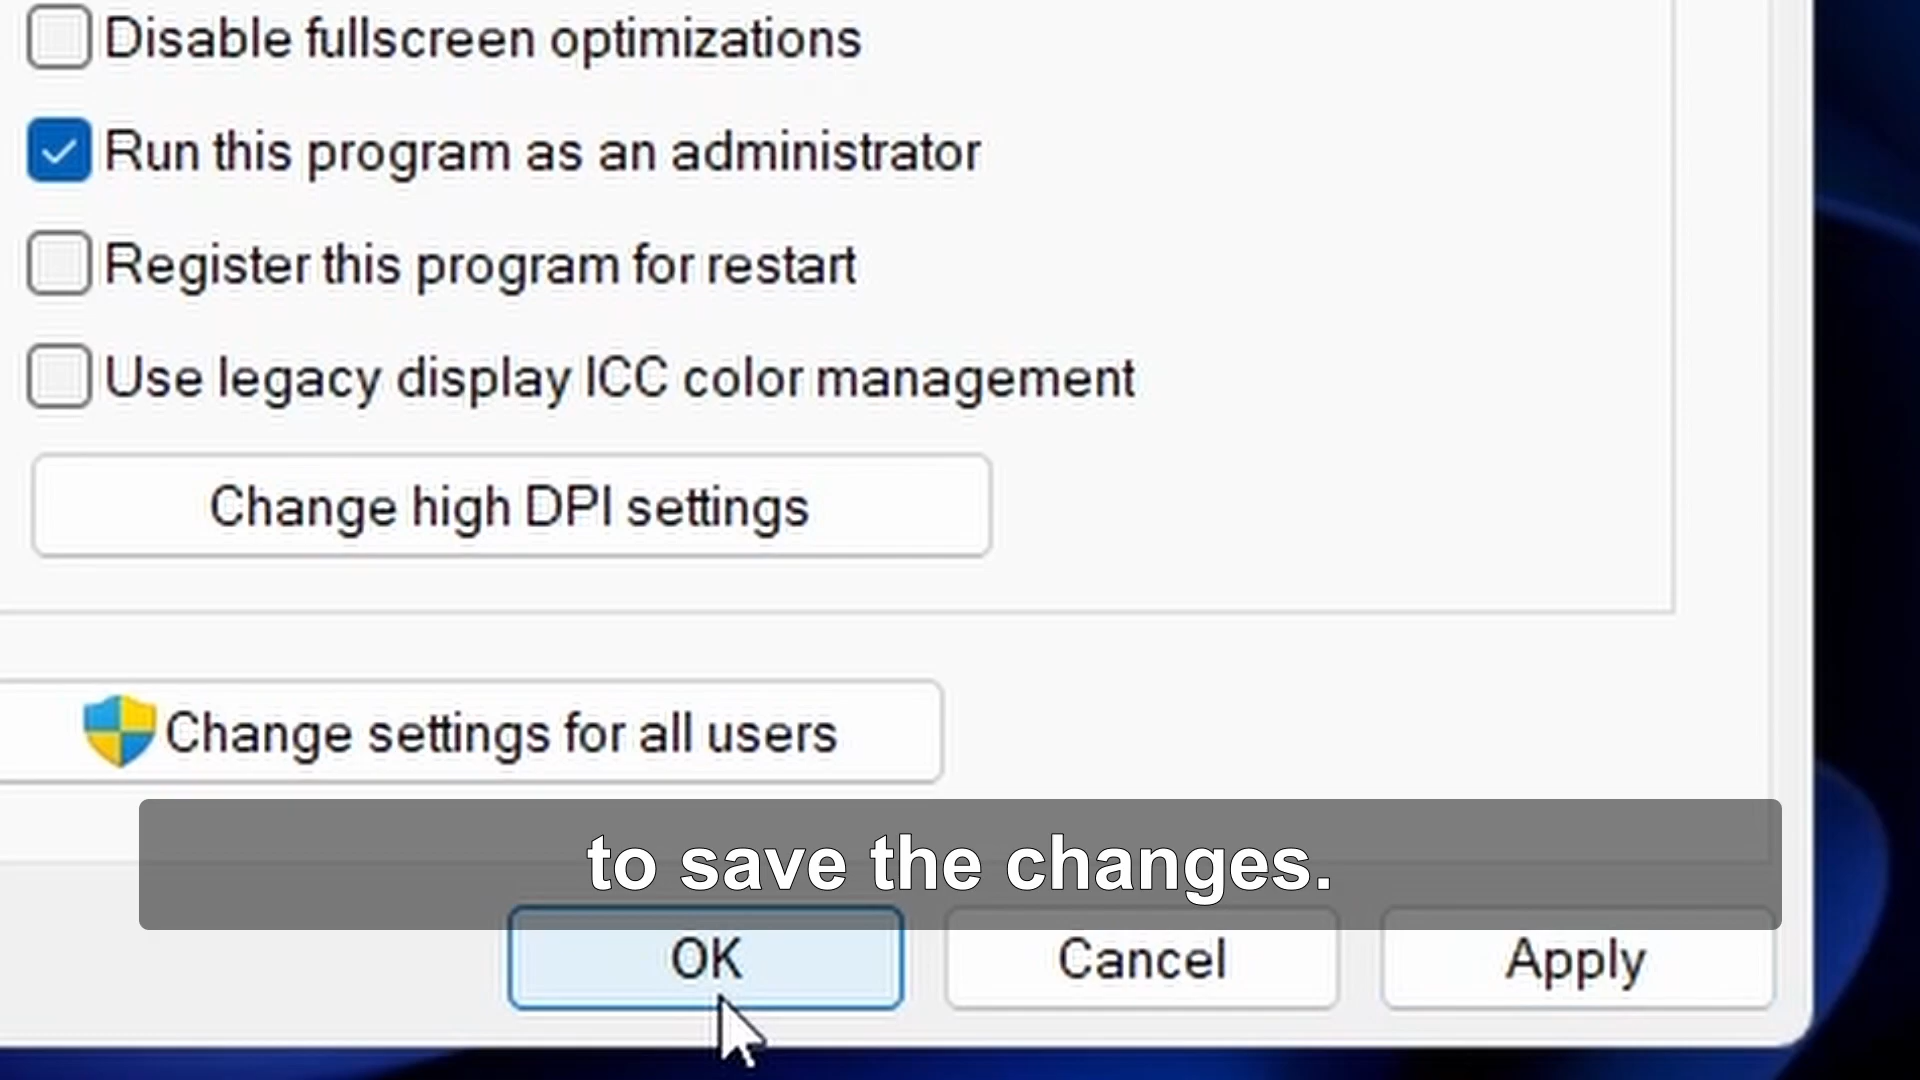 Disable fullscreen optimizations
Run this program as an administrator
Register this program for restart
Use legacy display ICC color management
Change high DPI settings
Change settings for all users
to save the changes.
OK
Cancel
Apply